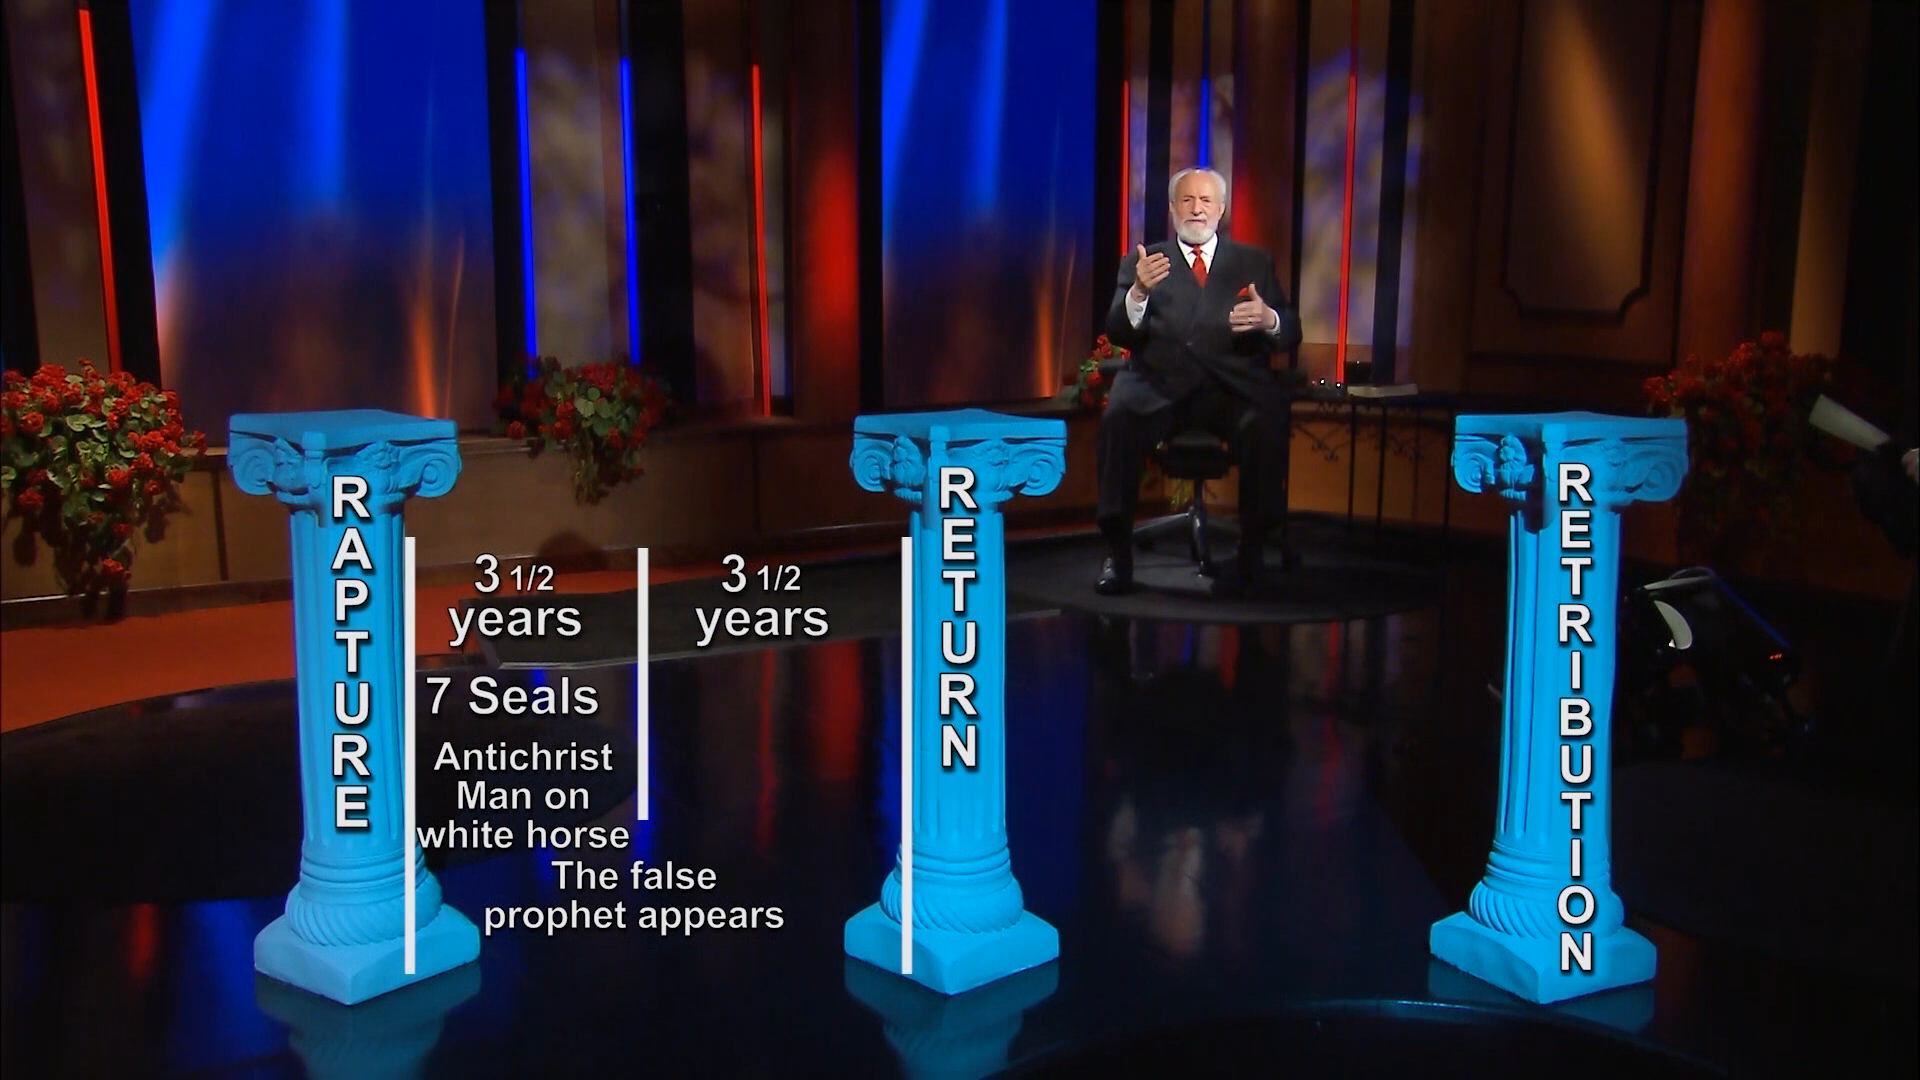 RAPTURE
3 1/2
years
3 1/2
years
7 Seals
Antichrist
Man on
white horse
The false
prophet appears
RETURN
RETRIBUTION